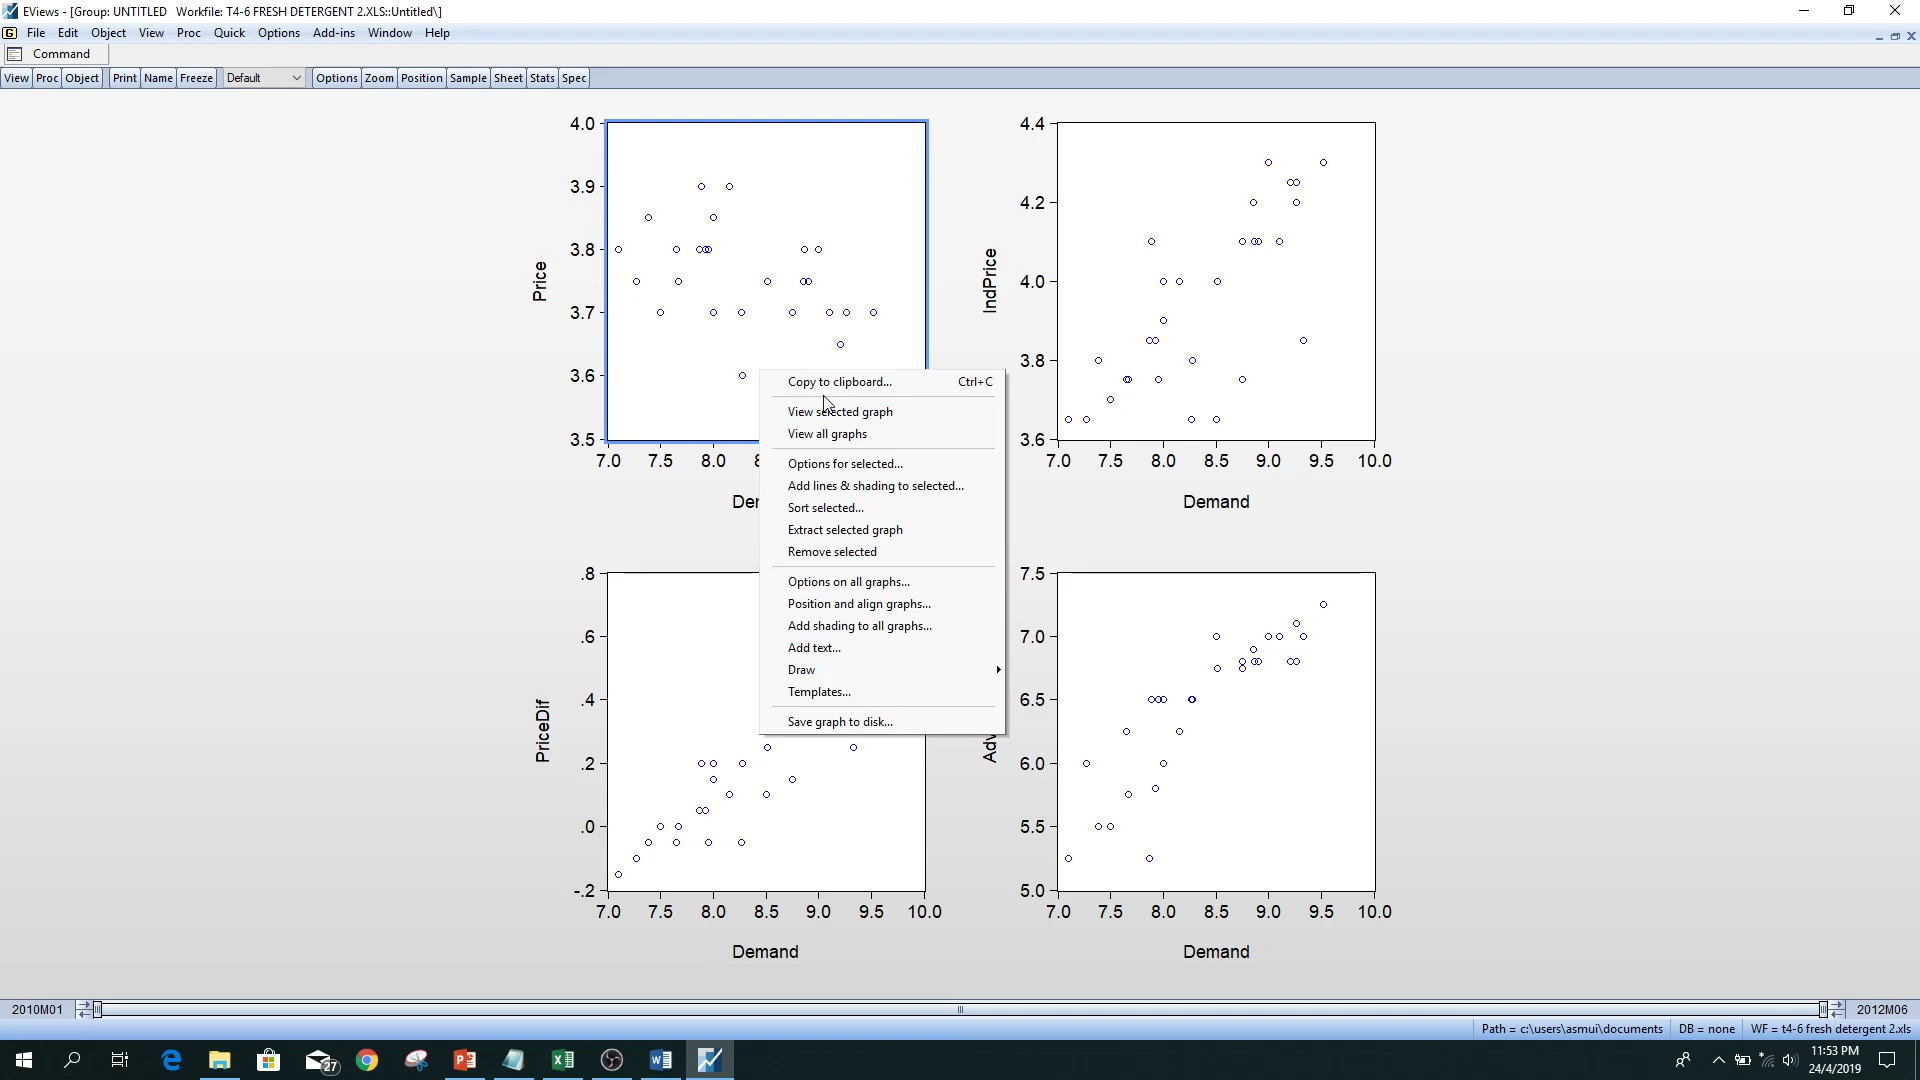 EViews - [Group: UNTITLED   Workfile: T4-6 FRESH DETERGENT 2.XLS::Untitled\]
File Edit Object View Proc Quick Options Add-ins Window Help
Command
View Proc Object Print Name Freeze Default Options Zoom Position Sample Sheet Stats Spec
4.0
3.9
3.8
3.7
3.6
3.5
Price
7.0 7.5 8.0
4.4
4.2
4.0
3.8
3.6
IndPrice
7.0 7.5 8.0 8.5 9.0 9.5 10.0
Demand
Copy to clipboard... Ctrl+C
View selected graph
View all graphs
Options for selected...
Add lines & shading to selected...
Sort selected...
Extract selected graph
Remove selected
Options on all graphs...
Position and align graphs...
Add shading to all graphs...
Add text...
Draw
Templates...
Save graph to disk...
.8
.6
.4
.2
.0
-.2
PriceDif
7.0 7.5 8.0 8.5 9.0 9.5 10.0
Demand
7.5
7.0
6.5
6.0
5.5
5.0
7.0 7.5 8.0 8.5 9.0 9.5 10.0
Demand
2010M01 2012M06
Path = c:\users\asmui\documents DB = none WF = t4-6 fresh detergent 2.xls
27
11:53 PM
24/4/2019